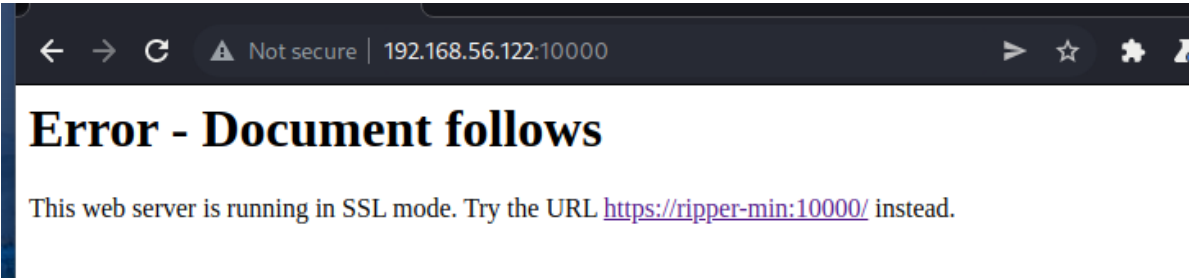 Not secure | 192.168.56.122:10000
Error - Document follows
This web server is running in SSL mode. Try the URL https://ripper-min:10000/ instead.